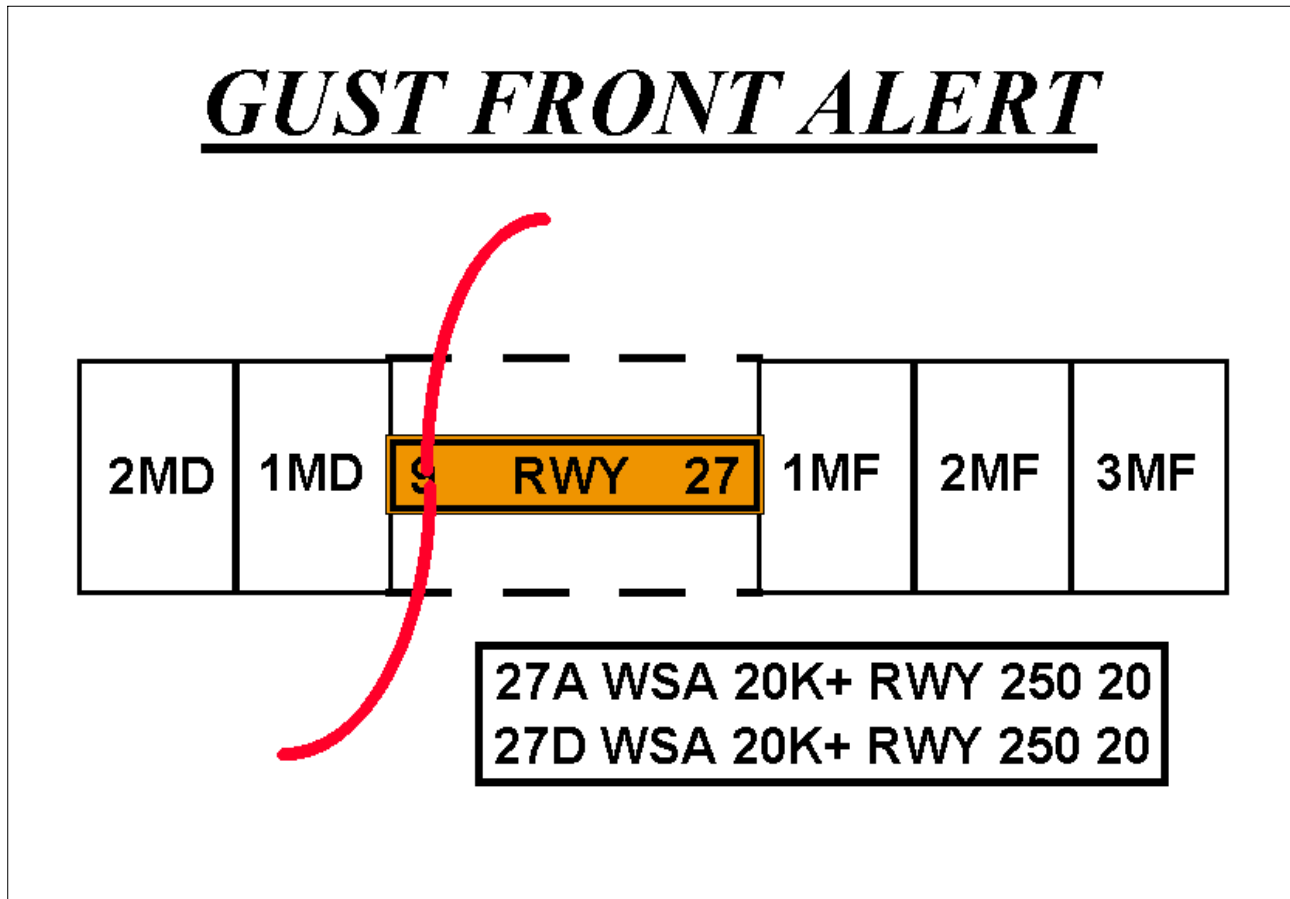 GUST FRONT ALERT
2MD 1MD 9 RWY 27 1MF 2MF 3MF
27A WSA 20K+ RWY 250 20
27D WSA 20K+ RWY 250 20